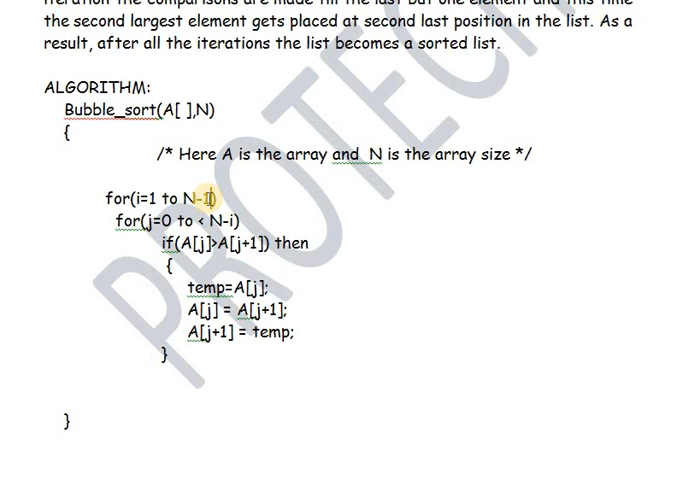 iteration the comparisons are made till the last but one element and this time
the second largest element gets placed at second last position in the list. As a
result, after all the iterations the list becomes a sorted list.
ALGORITHM:
Bubble_sort(A[ ],N)
{
/* Here A is the array and N is the array size */
for(i=1 to N-1)
for(j=0 to < N-i)
if(A[j]>A[j+1]) then
{
temp=A[j];
A[j] = A[j+1];
A[j+1] = temp;
}
}
PROTECH